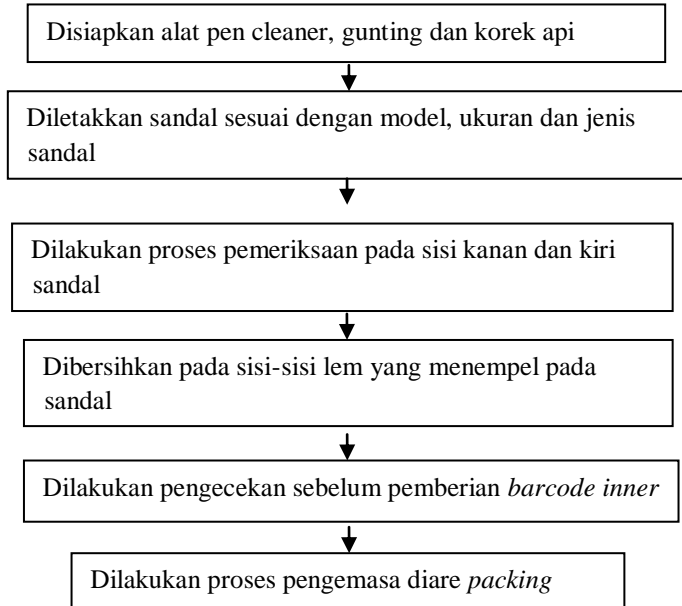 Disiapkan alat pen cleaner, gunting dan korek api
Diletakkan sandal sesuai dengan model, ukuran dan jenis
sandal
Dilakukan proses pemeriksaan pada sisi kanan dan kiri
sandal
Dibersihkan pada sisi-sisi lem yang menempel pada
sandal
Dilakukan pengecekan sebelum pemberian barcode inner
Dilakukan proses pengemasa diare packing